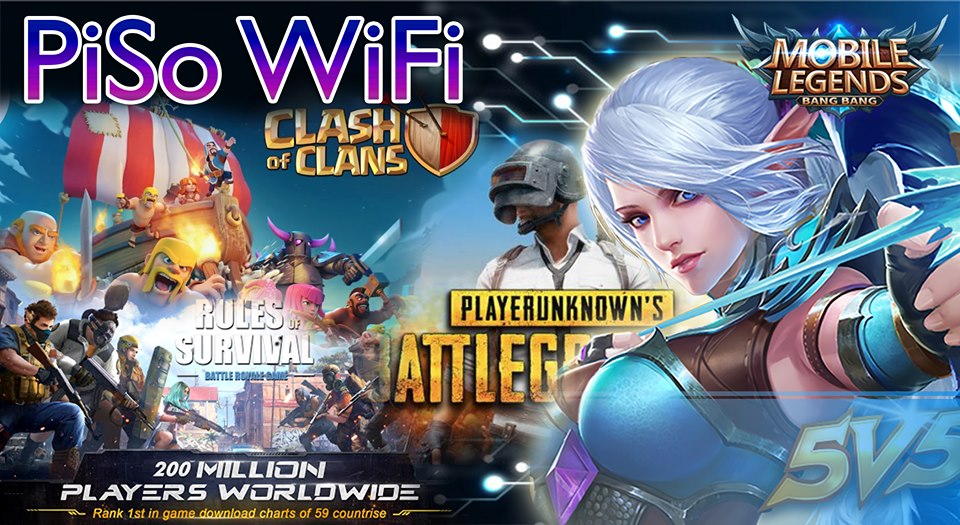 PiSo WiFi
CLASH
OF CLANS
MOBILE
LEGENDS
BANG BANG
RULES OF
SURVIVAL
BATTLE ROYALE GAME
PLAYERUNKNOWN'S
BATTLEG
5V5
200 MILLION
PLAYERS WORLDWIDE
Rank 1st in game download charts of 59 countrise